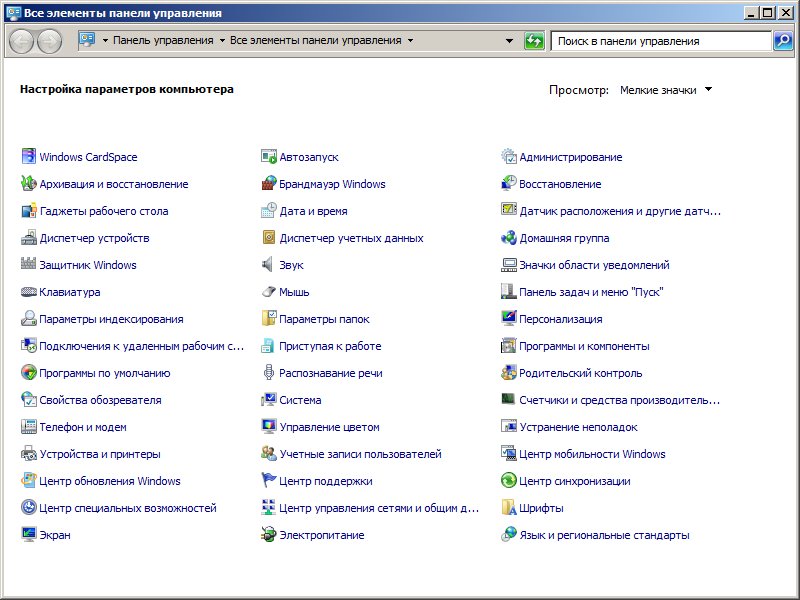 Все элементы панели управления
Панель управления Все элементы панели управления Поиск в панели управления
Настройка параметров компьютера Просмотр: Мелкие значки
Windows CardSpace Автозапуск Администрирование
Архивация и восстановление Брандмауэр Windows Восстановление
Гаджеты рабочего стола Дата и время Датчик расположения и другие датч...
Диспетчер устройств Диспетчер учетных данных Домашняя группа
Защитник Windows Звук Значки области уведомлений
Клавиатура Мышь Панель задач и меню "Пуск"
Параметры индексирования Параметры папок Персонализация
Подключения к удаленным рабочим с... Приступая к работе Программы и компоненты
Программы по умолчанию Распознавание речи Родительский контроль
Свойства обозревателя Система Счетчики и средства производитель...
Телефон и модем Управление цветом Устранение неполадок
Устройства и принтеры Учетные записи пользователей Центр мобильности Windows
Центр обновления Windows Центр поддержки Центр синхронизации
Центр специальных возможностей Центр управления сетями и общим д... Шрифты
Экран Электропитание Язык и региональные стандарты